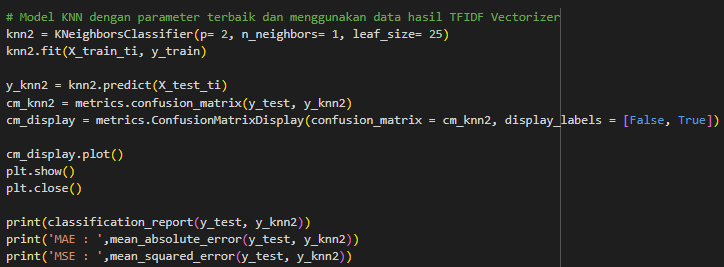 # Model KNN dengan parameter terbaik dan menggunakan data hasil TFIDF Vectorizer
knn2 = KNeighborsClassifier(p= 2, n_neighbors= 1, leaf_size= 25)
knn2.fit(X_train_ti, y_train)
y_knn2 = knn2.predict(X_test_ti)
cm_knn2 = metrics.confusion_matrix(y_test, y_knn2)
cm_display = metrics.ConfusionMatrixDisplay(confusion_matrix = cm_knn2, display_labels = [False, True])
cm_display.plot()
plt.show()
plt.close()
print(classification_report(y_test, y_knn2))
print('MAE : ',mean_absolute_error(y_test, y_knn2))
print('MSE : ',mean_squared_error(y_test, y_knn2))